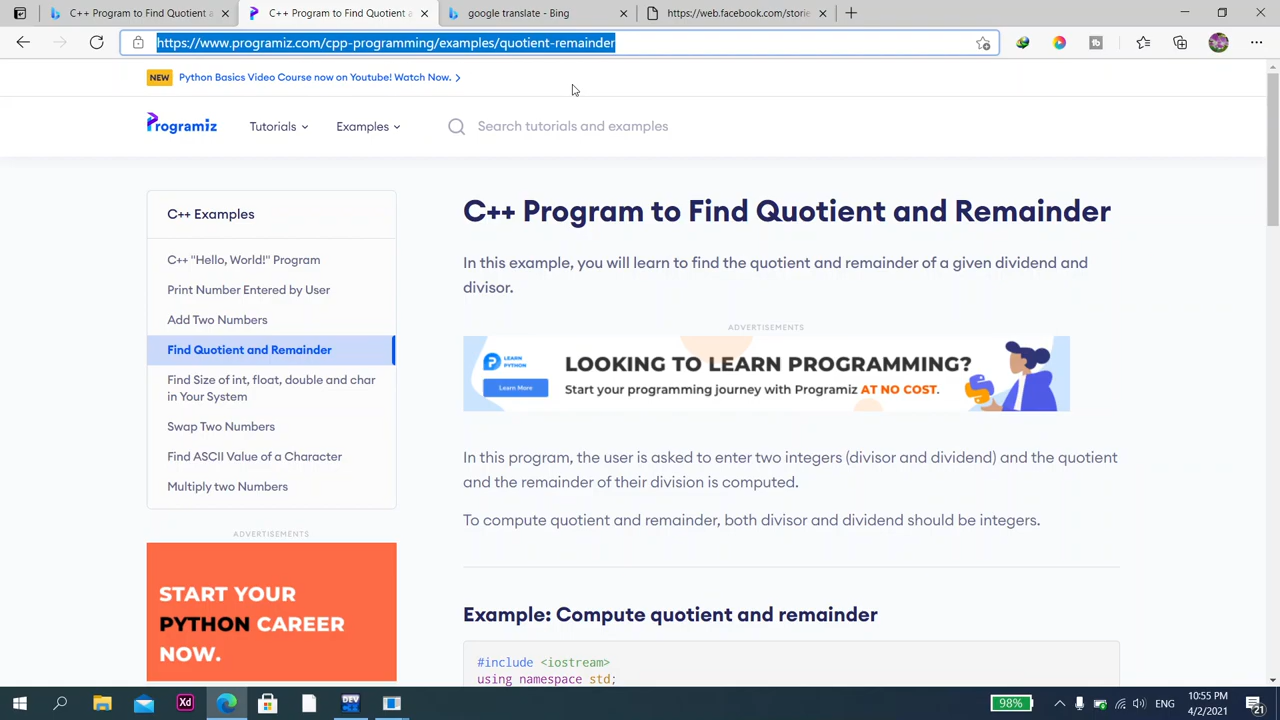 C++ Program to Find Quotient a
C++ Program to Find Quotient a
google translate - Bing
https://web.facebook.com/storie
https://www.programiz.com/cpp-programming/examples/quotient-remainder
NEW Python Basics Video Course now on Youtube! Watch Now.
Programiz Tutorials Examples Search tutorials and examples
C++ Examples
C++ "Hello, World!" Program
Print Number Entered by User
Add Two Numbers
Find Quotient and Remainder
Find Size of int, float, double and char
in Your System
Swap Two Numbers
Find ASCII Value of a Character
Multiply two Numbers
ADVERTISEMENTS
START YOUR
PYTHON CAREER
NOW.
C++ Program to Find Quotient and Remainder
In this example, you will learn to find the quotient and remainder of a given dividend and
divisor.
ADVERTISEMENTS
LEARN
PYTHON
Learn More
LOOKING TO LEARN PROGRAMMING?
Start your programming journey with Programiz AT NO COST.
In this program, the user is asked to enter two integers (divisor and dividend) and the quotient
and the remainder of their division is computed.
To compute quotient and remainder, both divisor and dividend should be integers.
Example: Compute quotient and remainder
#include <iostream>
using namespace std;
Xd
DEV
98%
ENG
10:55 PM
4/2/2021
21